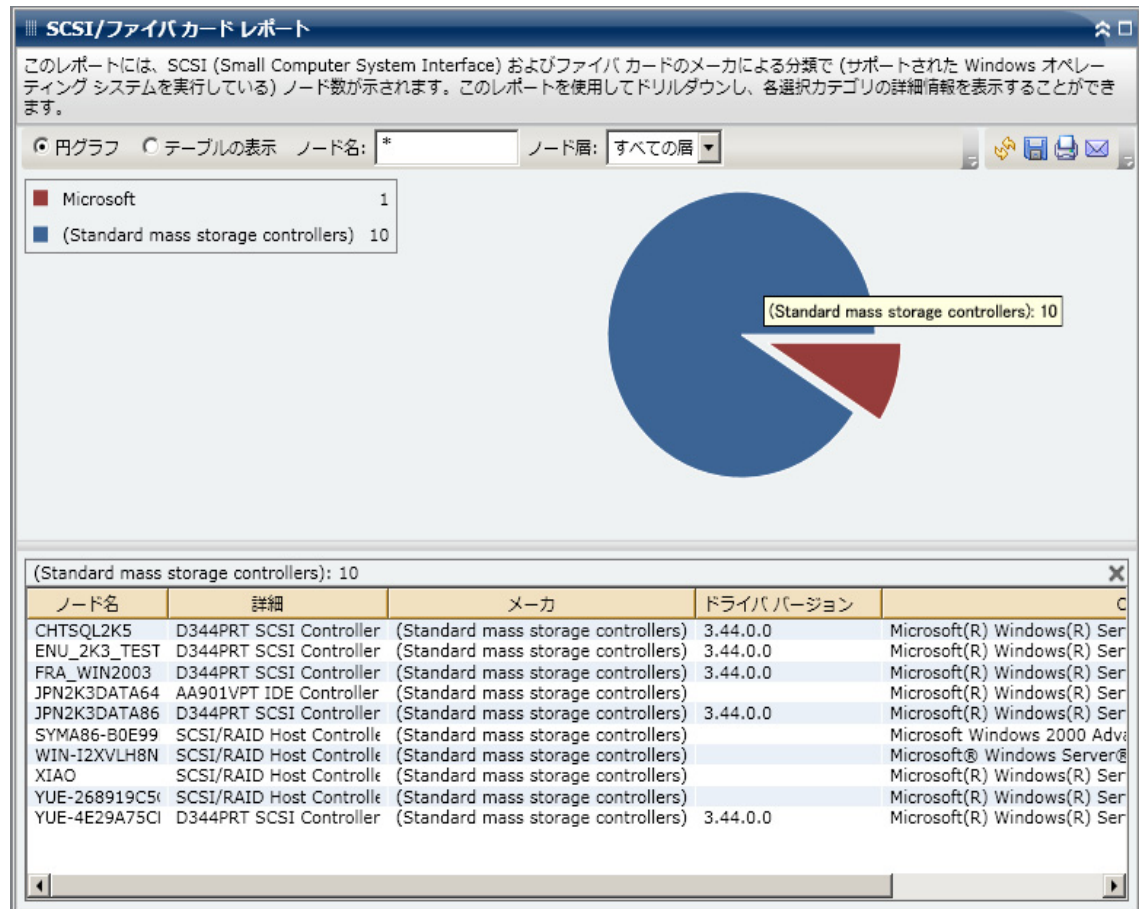 SCSI/ファイバ カード レポート
このレポートには、SCSI (Small Computer System Interface) およびファイバ カードのメーカによる分類で (サポートされた Windows オペレー
ティング システムを実行している) ノード数が示されます。このレポートを使用してドリルダウンし、各選択カテゴリの詳細情報を表示することができ
ます。
円グラフ テーブルの表示 ノード名: * ノード層: すべての層
Microsoft 1
(Standard mass storage controllers) 10
(Standard mass storage controllers): 10
(Standard mass storage controllers): 10
ノード名 詳細 メーカ ドライバ バージョン
CHTSQL2K5 D344PRT SCSI Controller (Standard mass storage controllers) 3.44.0.0 Microsoft(R) Windows(R) Ser
ENU_2K3_TEST D344PRT SCSI Controller (Standard mass storage controllers) 3.44.0.0 Microsoft(R) Windows(R) Ser
FRA_WIN2003 D344PRT SCSI Controller (Standard mass storage controllers) 3.44.0.0 Microsoft(R) Windows(R) Ser
JPN2K3DATA64 AA901VPT IDE Controller (Standard mass storage controllers) Microsoft(R) Windows(R) Ser
JPN2K3DATA86 D344PRT SCSI Controller (Standard mass storage controllers) 3.44.0.0 Microsoft(R) Windows(R) Ser
SYMA86-B0E99 SCSI/RAID Host Controlle (Standard mass storage controllers) Microsoft Windows 2000 Adva
WIN-I2XVLH8N SCSI/RAID Host Controlle (Standard mass storage controllers) Microsoft® Windows Server®
XIAO SCSI/RAID Host Controlle (Standard mass storage controllers) Microsoft(R) Windows(R) Ser
YUE-268919C5 SCSI/RAID Host Controlle (Standard mass storage controllers) Microsoft(R) Windows(R) Ser
YUE-4E29A75C D344PRT SCSI Controller (Standard mass storage controllers) 3.44.0.0 Microsoft(R) Windows(R) Ser